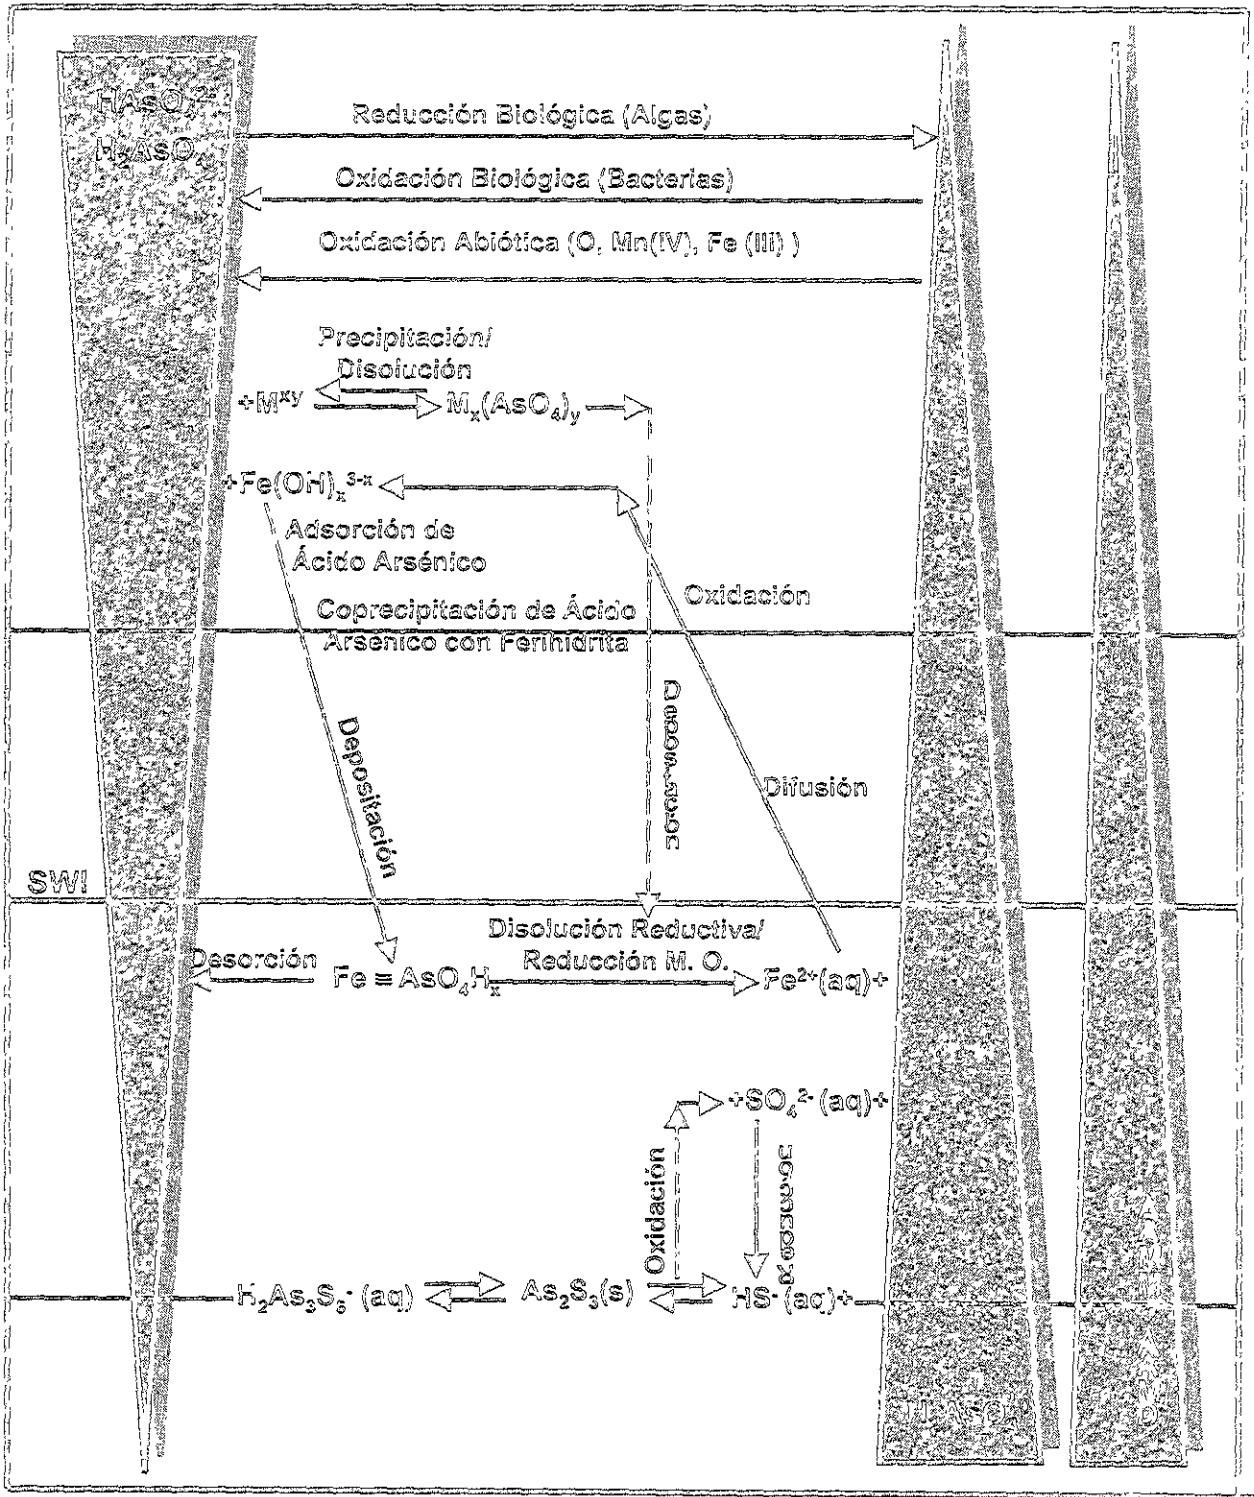 HAsO₄²⁻
H₂AsO₄⁻
Reducción Biológica (Algas)
Oxidación Biológica (Bacterias)
Oxidación Abiótica (O, Mn(IV), Fe (III) )
Precipitación/
Disolución
+Mˣʸ
Mₓ(AsO₄)ᵧ
+Fe(OH)ₓ³⁻ˣ
Adsorción de
Ácido Arsénico
Oxidación
Coprecipitación de Ácido
Arsénico con Ferihidrita
Depositación
Difusión
SWI
Disolución Reductiva/
Reducción M. O.
Desorción
Fe ≡ AsO₄Hₓ
Fe²⁺(aq)+
+SO₄²⁻ (aq)+
Oxidación
Reducción
H₂As₃S₆⁻ (aq)
As₂S₃(s)
HS⁻ (aq)+